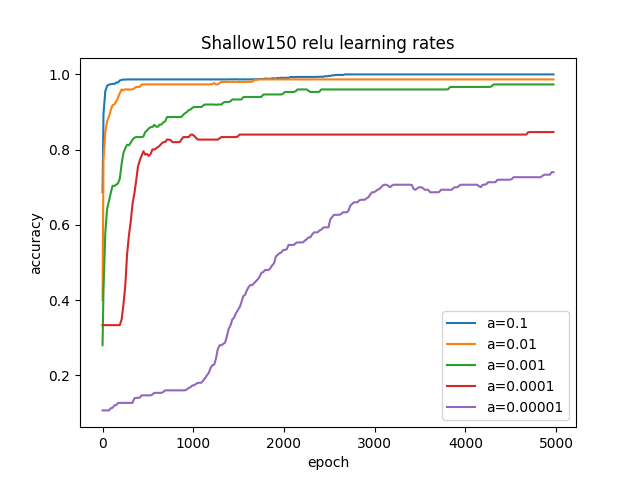 Shallow150 relu learning rates
1.0
0.8
0.6
0.4
0.2
accuracy
a=0.1
a=0.01
a=0.001
a=0.0001
a=0.00001
0 1000 2000 3000 4000 5000
epoch